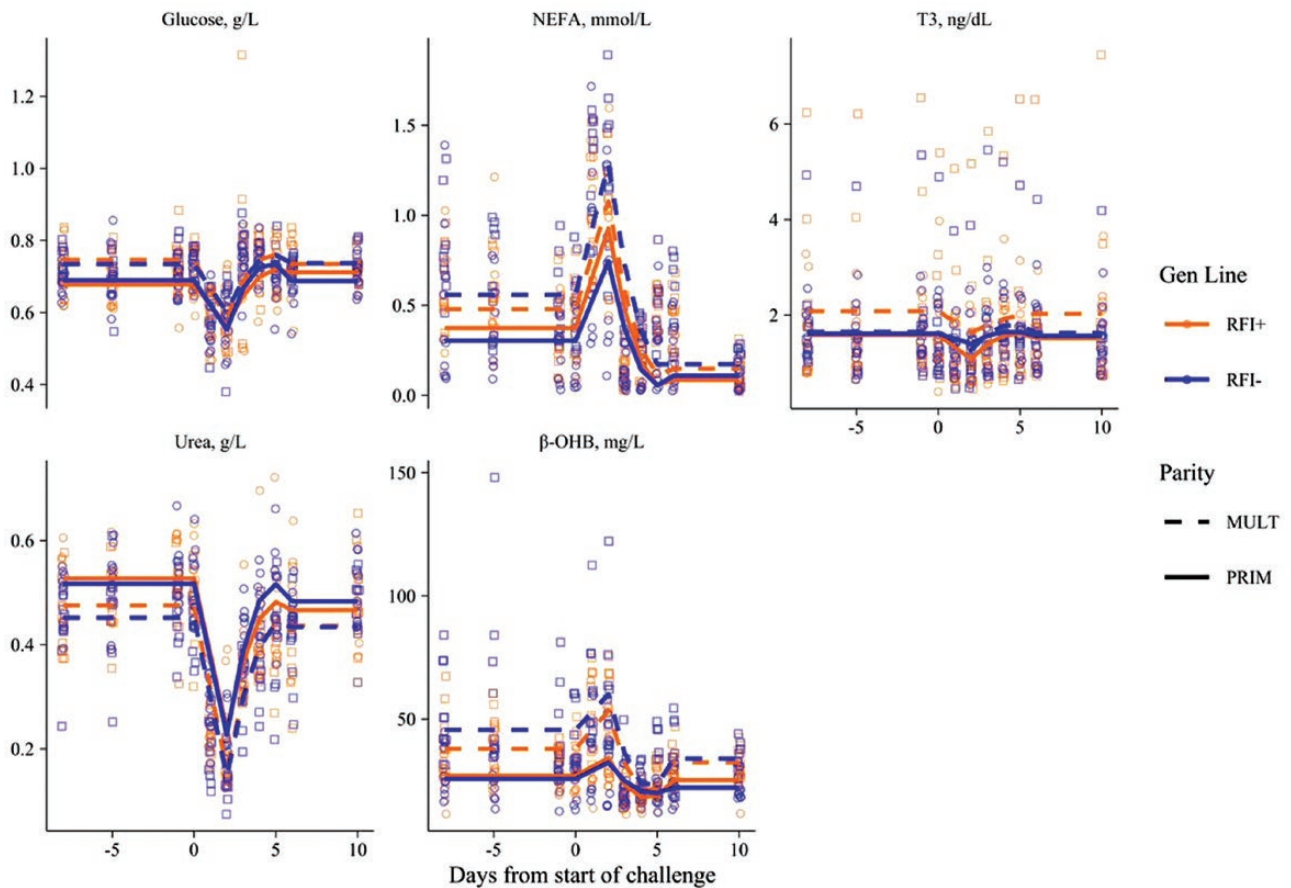 Glucose, g/L
NEFA, mmol/L
T3, ng/dL
1.2
1.0
0.8
0.6
0.4
1.5
1.0
0.5
0.0
6
4
2
-5 0 5 10
Gen Line
RFI+
RFI-
Urea, g/L
β-OHB, mg/L
0.6
0.4
0.2
-5 0 5 10
150
100
50
-5 0 5 10
Parity
MULT
PRIM
Days from start of challenge